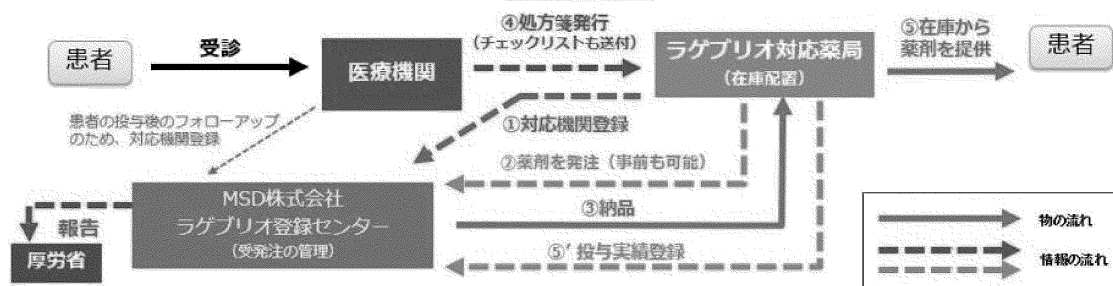 患者
受診
医療機関
④処方箋発行
(チェックリストも送付)
ラゲブリオ対応薬局
(在庫配置)
⑤在庫から
薬剤を提供
患者
患者の投与後のフォローアップ
のため、対応機関登録
①対応機関登録
②薬剤を発注（事前も可能）
MSD株式会社
ラゲブリオ登録センター
(受発注の管理)
③納品
⑤’投与実績登録
報告
厚労省
物の流れ
情報の流れ